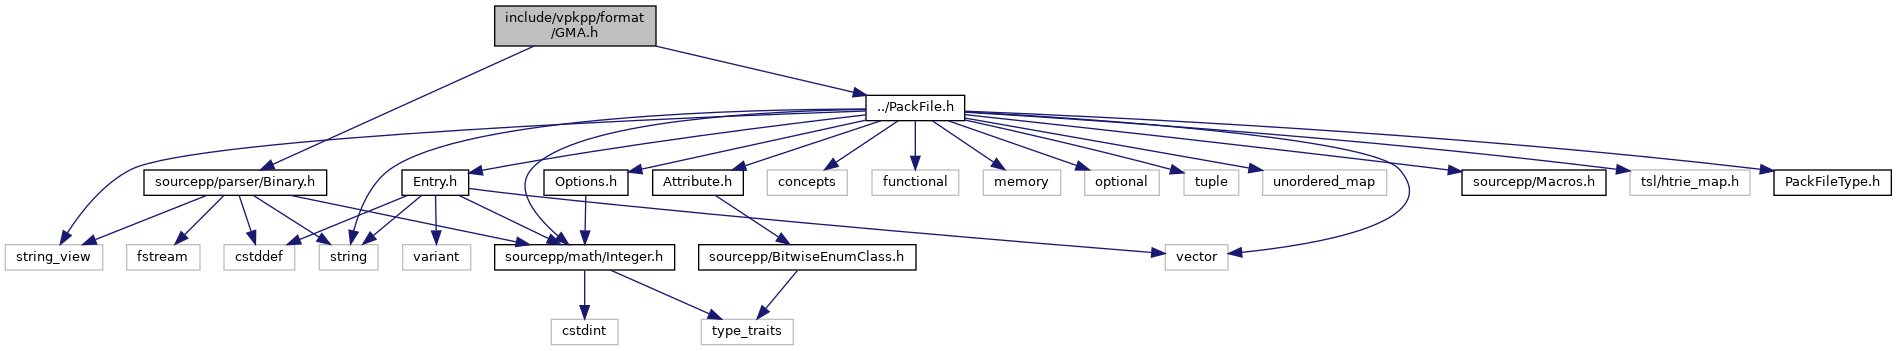 include/vpkpp/format
/GMA.h
../PackFile.h
sourcepp/parser/Binary.h
Entry.h
Options.h
Attribute.h
concepts
functional
memory
optional
tuple
unordered_map
sourcepp/Macros.h
tsl/htrie_map.h
PackFileType.h
string_view
fstream
cstddef
string
variant
sourcepp/math/Integer.h
sourcepp/BitwiseEnumClass.h
vector
cstdint
type_traits